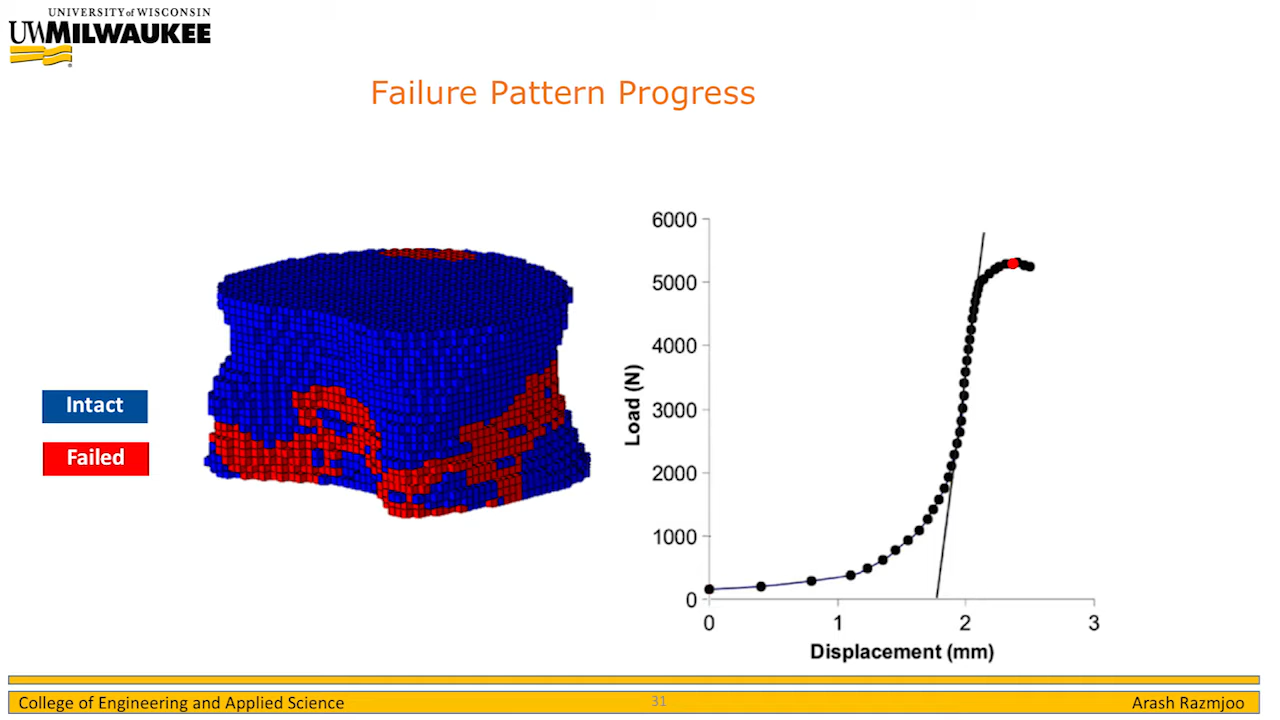 UNIVERSITY of WISCONSIN
UWMILWAUKEE
Failure Pattern Progress
Intact
Failed
6000
5000
4000
3000
2000
1000
0
Load (N)
0 1 2 3
Displacement (mm)
College of Engineering and Applied Science 31 Arash Razmjoo